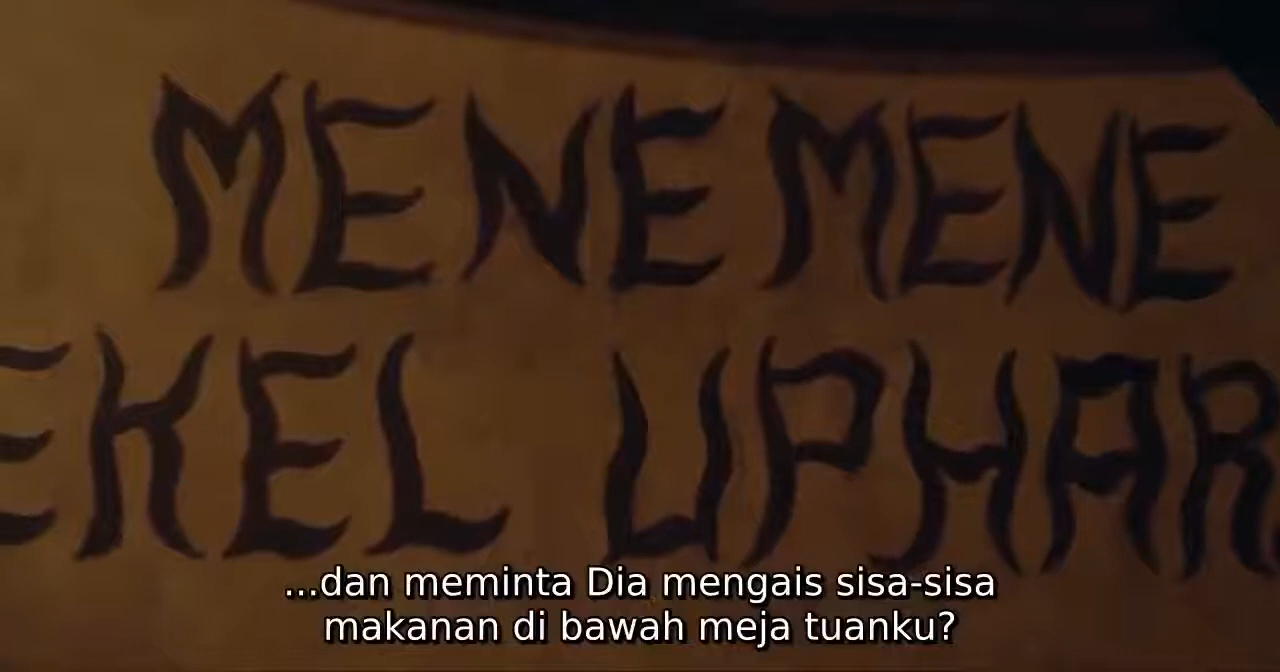 MENE MENE
EKEL UPHAR
...dan meminta Dia mengais sisa-sisa
makanan di bawah meja tuanku?